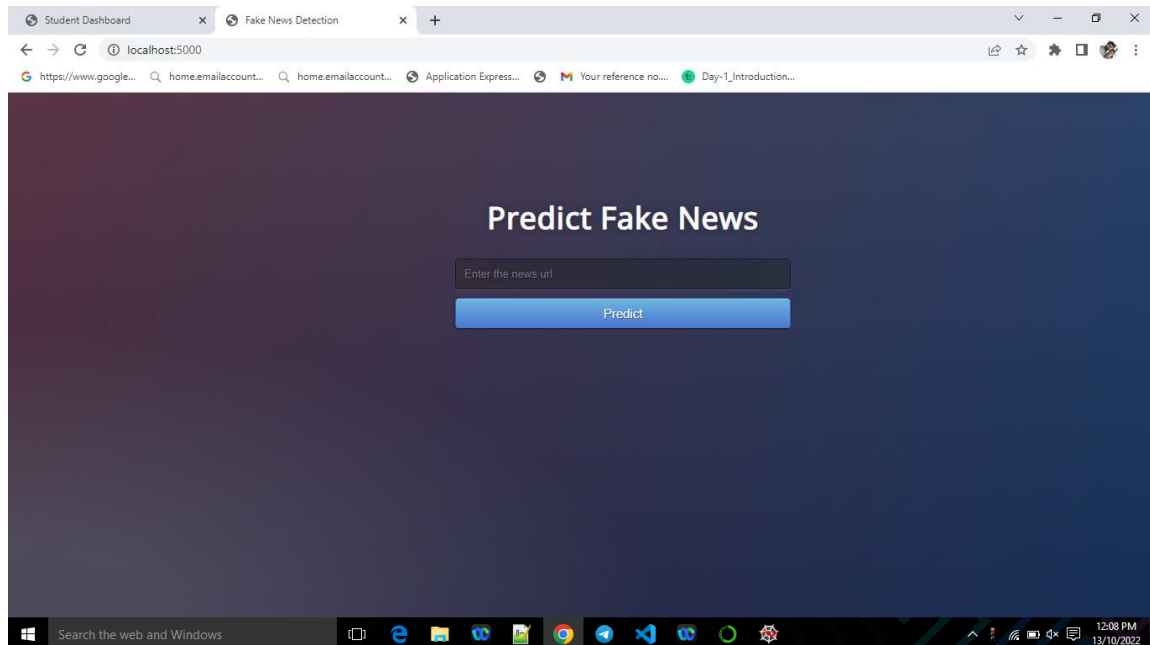 Student Dashboard
Fake News Detection
localhost:5000
https://www.google...
home.emailaccount...
home.emailaccount...
Application Express...
Your reference no....
Day-1_Introduction...
Predict Fake News
Enter the news url
Predict
Search the web and Windows
12:08 PM
13/10/2022